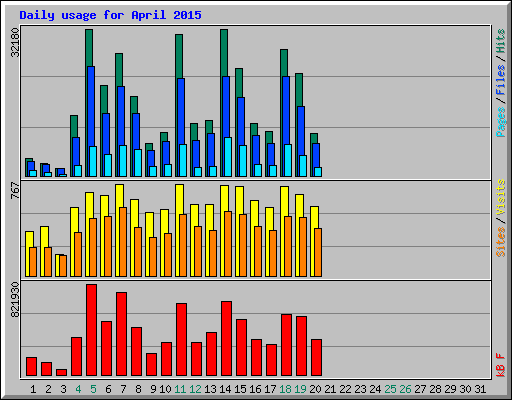 Daily usage for April 2015
32180
Pages / Files / Hits
767
Sites / Visits
821930
kB F
1 2 3 4 5 6 7 8 9 10 11 12 13 14 15 16 17 18 19 20 21 22 23 24 25 26 27 28 29 30 31